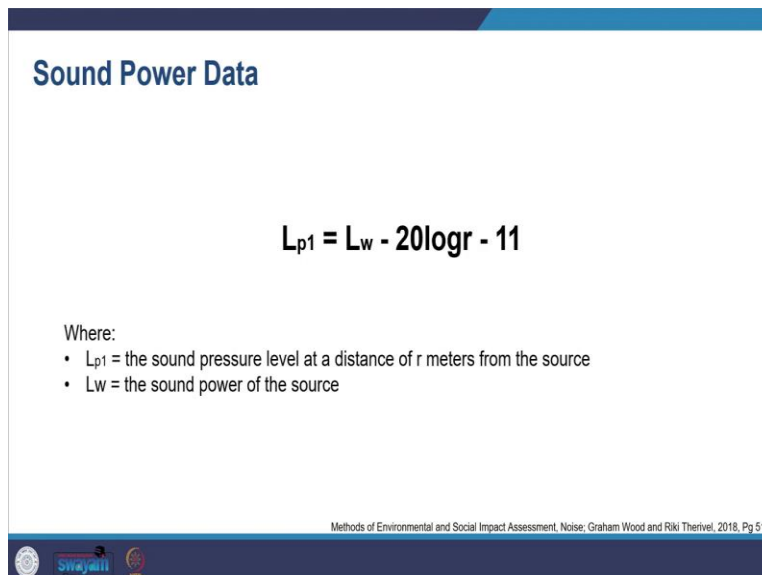 Sound Power Data
Lp1 = Lw - 20logr - 11
Where:
• Lp1 = the sound pressure level at a distance of r meters from the source
• Lw = the sound power of the source
Methods of Environmental and Social Impact Assessment, Noise; Graham Wood and Riki Therivel, 2018, Pg 5
swayam